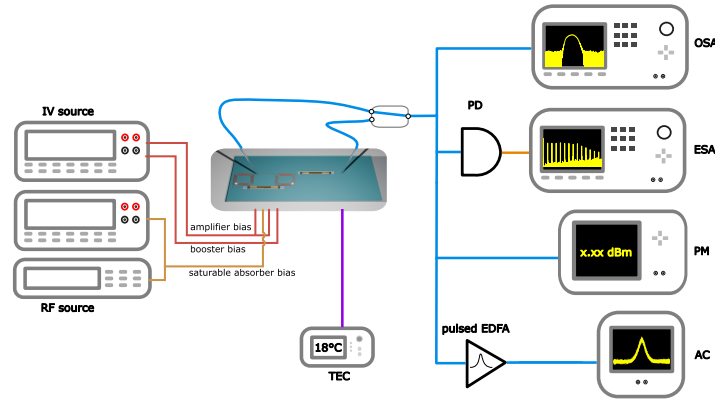 OSA
PD
IV source
ESA
amplifier bias
booster bias
x.xx dBm
PM
saturable absorber bias
RF source
pulsed EDFA
18°C
AC
TEC